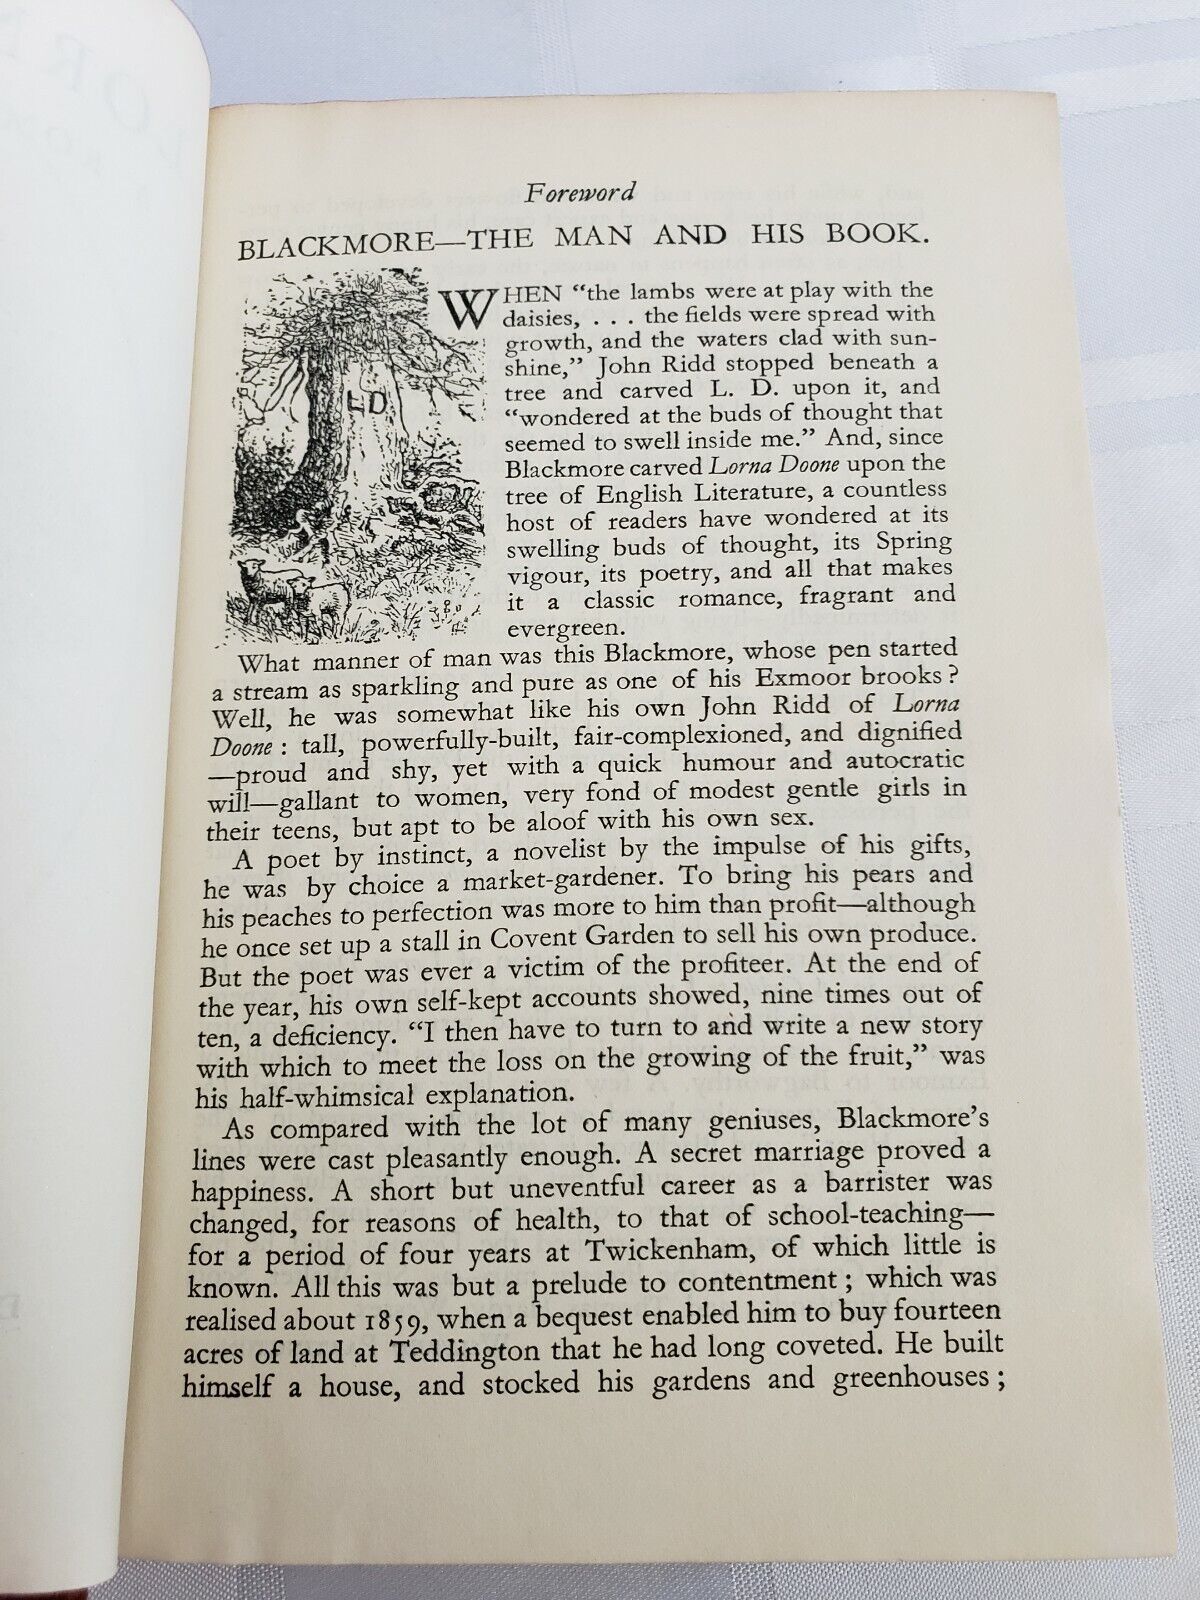 Foreword
BLACKMORE—THE MAN AND HIS BOOK.
LD
WHEN “the lambs were at play with the
daisies, . . . the fields were spread with
growth, and the waters clad with sun-
shine,” John Ridd stopped beneath a
tree and carved L. D. upon it, and
“wondered at the buds of thought that
seemed to swell inside me.” And, since
Blackmore carved Lorna Doone upon the
tree of English Literature, a countless
host of readers have wondered at its
swelling buds of thought, its Spring
vigour, its poetry, and all that makes
it a classic romance, fragrant and
evergreen.
What manner of man was this Blackmore, whose pen started
a stream as sparkling and pure as one of his Exmoor brooks ?
Well, he was somewhat like his own John Ridd of Lorna
Doone : tall, powerfully-built, fair-complexioned, and dignified
—proud and shy, yet with a quick humour and autocratic
will—gallant to women, very fond of modest gentle girls in
their teens, but apt to be aloof with his own sex.
A poet by instinct, a novelist by the impulse of his gifts,
he was by choice a market-gardener. To bring his pears and
his peaches to perfection was more to him than profit—although
he once set up a stall in Covent Garden to sell his own produce.
But the poet was ever a victim of the profiteer. At the end of
the year, his own self-kept accounts showed, nine times out of
ten, a deficiency. “I then have to turn to and write a new story
with which to meet the loss on the growing of the fruit,” was
his half-whimsical explanation.
As compared with the lot of many geniuses, Blackmore’s
lines were cast pleasantly enough. A secret marriage proved a
happiness. A short but uneventful career as a barrister was
changed, for reasons of health, to that of school-teaching—
for a period of four years at Twickenham, of which little is
known. All this was but a prelude to contentment ; which was
realised about 1859, when a bequest enabled him to buy fourteen
acres of land at Teddington that he had long coveted. He built
himself a house, and stocked his gardens and greenhouses ;